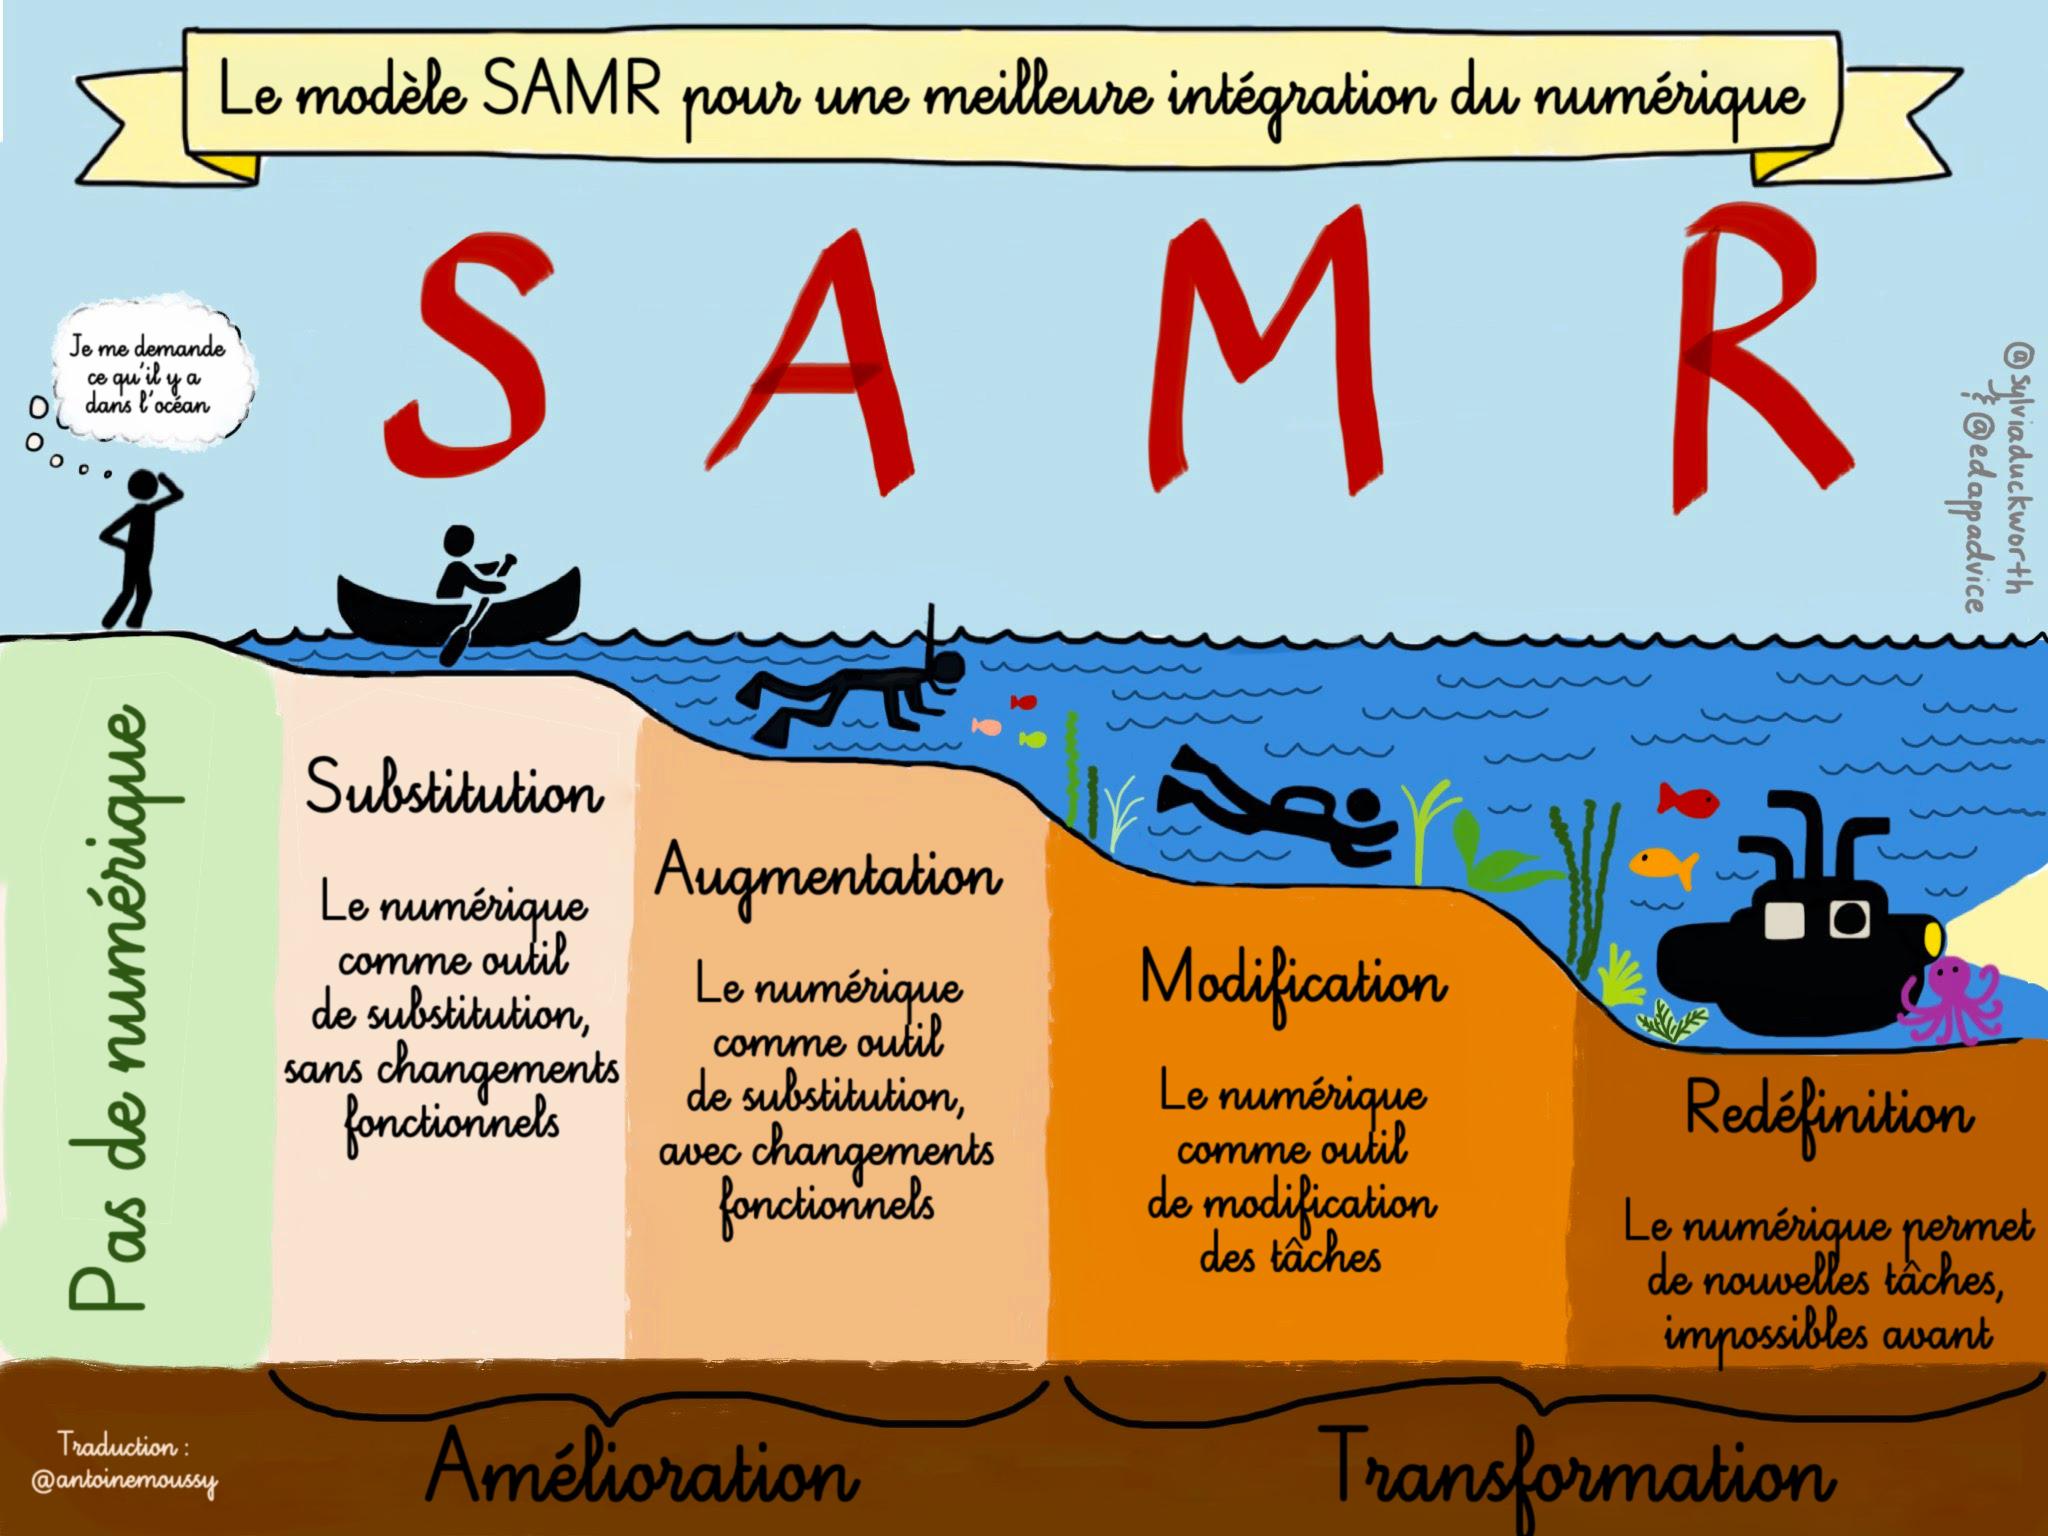 Le modèle SAMR pour une meilleure intégration du numérique
S A M R
Je me demande
ce qu'il y a
dans l'océan
@sylviaduckworth
& @edappadvice
Pas de numérique
Substitution
Le numérique
comme outil
de substitution,
sans changements
fonctionnels
Augmentation
Le numérique
comme outil
de substitution,
avec changements
fonctionnels
Modification
Le numérique
comme outil
de modification
des tâches
Redéfinition
Le numérique permet
de nouvelles tâches,
impossibles avant
Amélioration
Transformation
Traduction :
@antoinemoussy